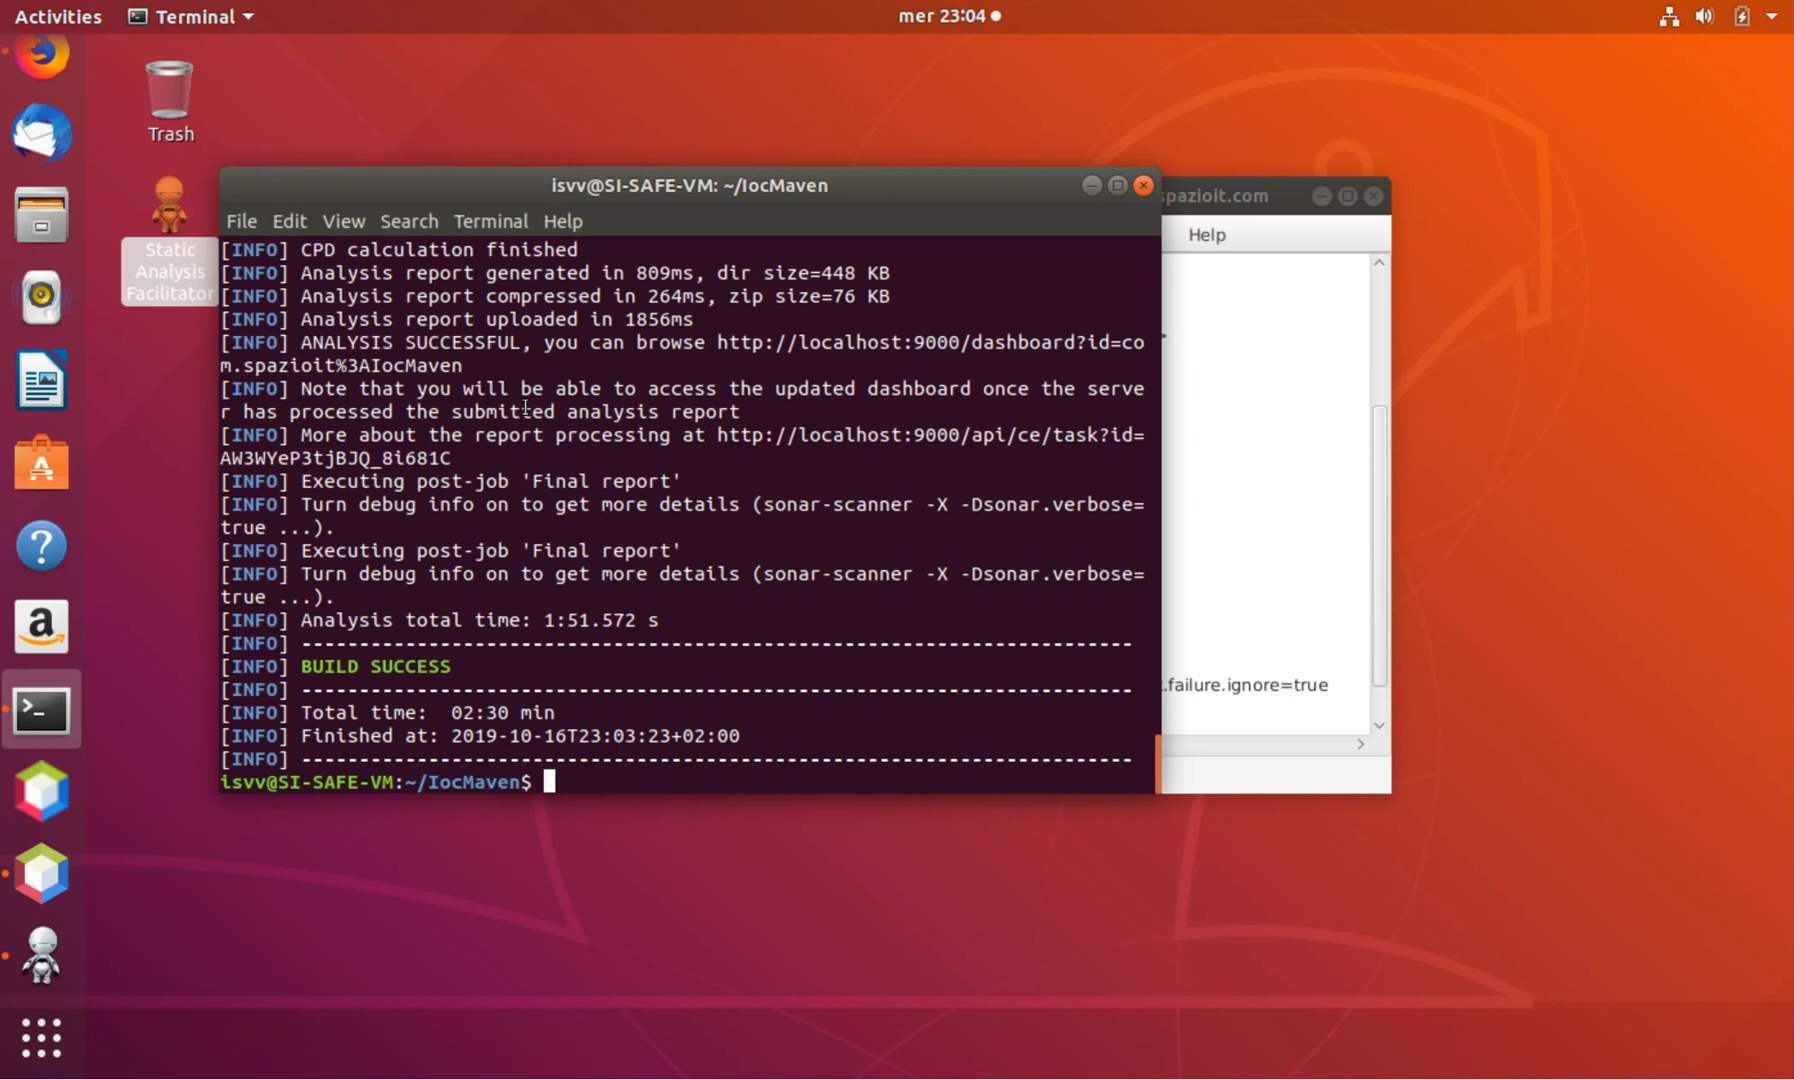 Activities Terminal mer 23:04
Trash
Static
Analysis
Facilitator
isvv@SI-SAFE-VM: ~/IocMaven
File Edit View Search Terminal Help
[INFO] CPD calculation finished
[INFO] Analysis report generated in 809ms, dir size=448 KB
[INFO] Analysis report compressed in 264ms, zip size=76 KB
[INFO] Analysis report uploaded in 1856ms
[INFO] ANALYSIS SUCCESSFUL, you can browse http://localhost:9000/dashboard?id=co
m.spazioit%3AIocMaven
[INFO] Note that you will be able to access the updated dashboard once the serve
r has processed the submitted analysis report
[INFO] More about the report processing at http://localhost:9000/api/ce/task?id=
AW3WYeP3tjBJQ_8i681C
[INFO] Executing post-job 'Final report'
[INFO] Turn debug info on to get more details (sonar-scanner -X -Dsonar.verbose=
true ...).
[INFO] Executing post-job 'Final report'
[INFO] Turn debug info on to get more details (sonar-scanner -X -Dsonar.verbose=
true ...).
[INFO] Analysis total time: 1:51.572 s
[INFO] ------------------------------------------------------------------------
[INFO] BUILD SUCCESS
[INFO] ------------------------------------------------------------------------
[INFO] Total time:  02:30 min
[INFO] Finished at: 2019-10-16T23:03:23+02:00
[INFO] ------------------------------------------------------------------------
isvv@SI-SAFE-VM:~/IocMaven$
spazioit.com
Help
.failure.ignore=true